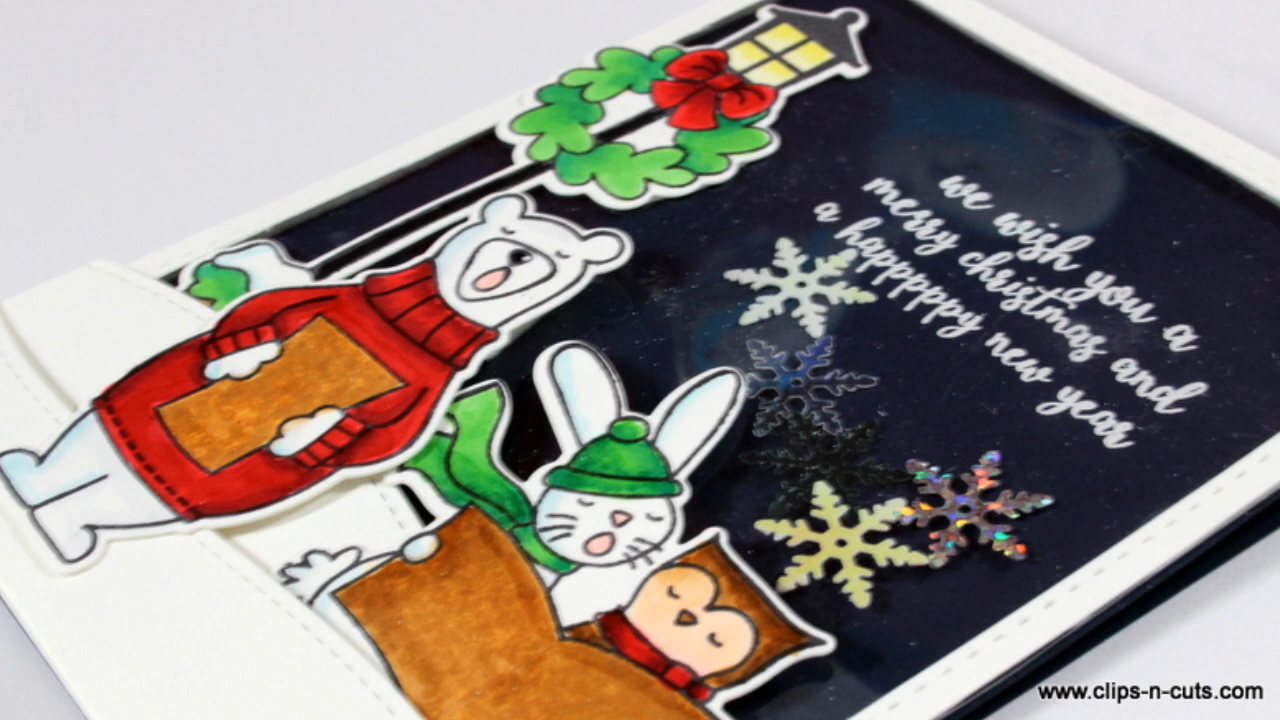 we wish you a
merry christmas and
a happpppy new year
www.clips-n-cuts.com